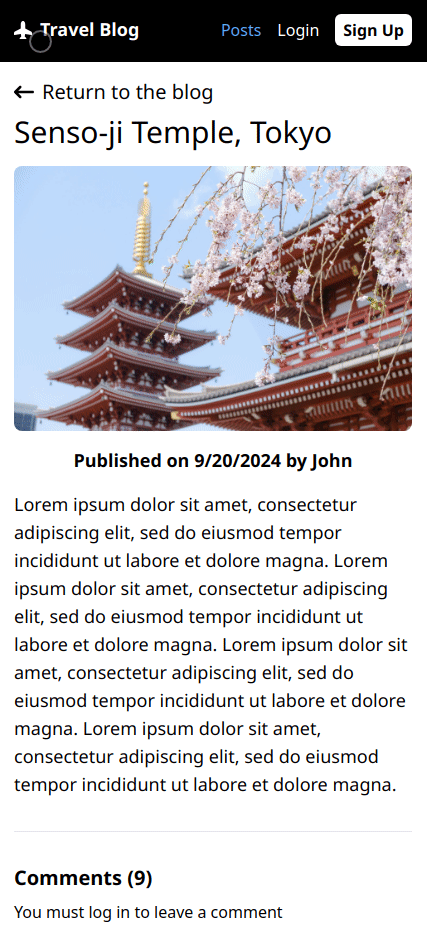 Travel Blog
Posts
Login
Sign Up
Return to the blog
Senso-ji Temple, Tokyo
Published on 9/20/2024 by John
Lorem ipsum dolor sit amet, consectetur
adipiscing elit, sed do eiusmod tempor
incididunt ut labore et dolore magna. Lorem
ipsum dolor sit amet, consectetur adipiscing
elit, sed do eiusmod tempor incididunt ut
labore et dolore magna. Lorem ipsum dolor sit
amet, consectetur adipiscing elit, sed do
eiusmod tempor incididunt ut labore et dolore
magna. Lorem ipsum dolor sit amet,
consectetur adipiscing elit, sed do eiusmod
tempor incididunt ut labore et dolore magna.
Comments (9)
You must log in to leave a comment